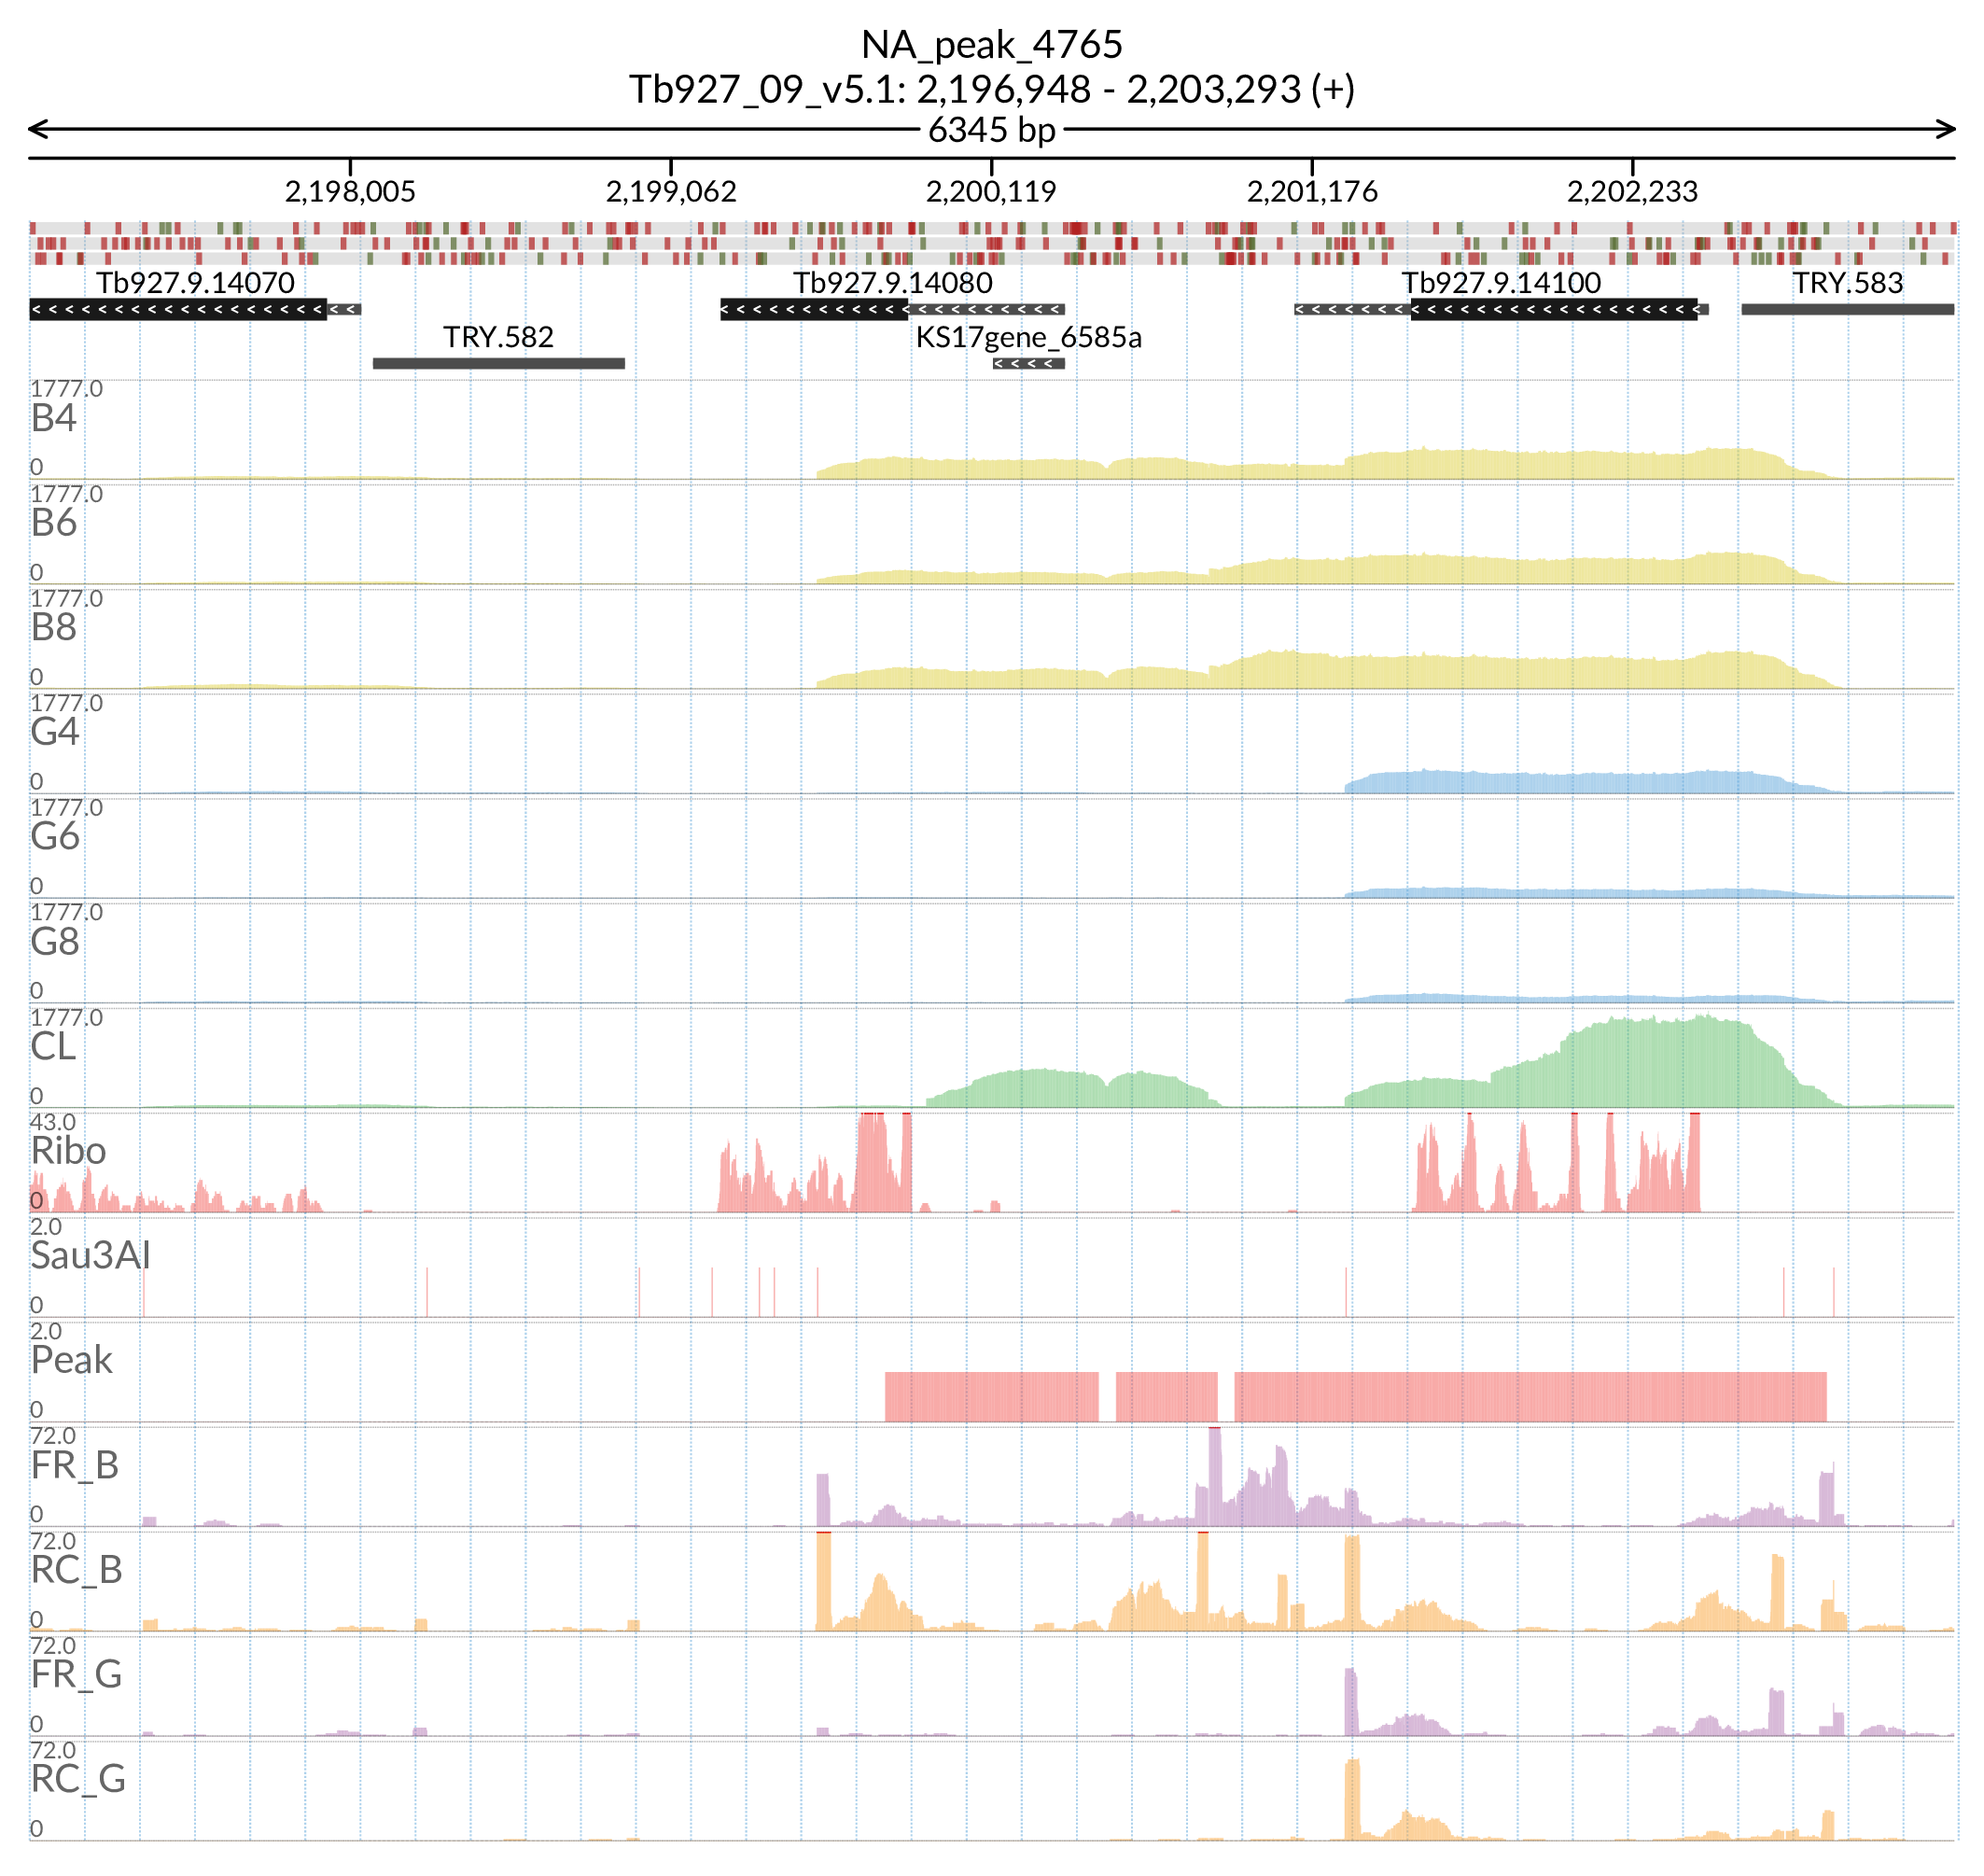 NA_peak_4765
Tb927_09_v5.1: 2,196,948 - 2,203,293 (+)
6345 bp
2,198,005 2,199,062 2,200,119 2,201,176 2,202,233
Tb927.9.14070 Tb927.9.14080 Tb927.9.14100 TRY.583
TRY.582 KS17gene_6585a
1777.0
B4
0
1777.0
B6
0
1777.0
B8
0
1777.0
G4
0
1777.0
G6
0
1777.0
G8
0
1777.0
CL
0
43.0
Ribo
0
2.0
Sau3AI
0
2.0
Peak
0
72.0
FR_B
0
72.0
RC_B
0
72.0
FR_G
0
72.0
RC_G
0